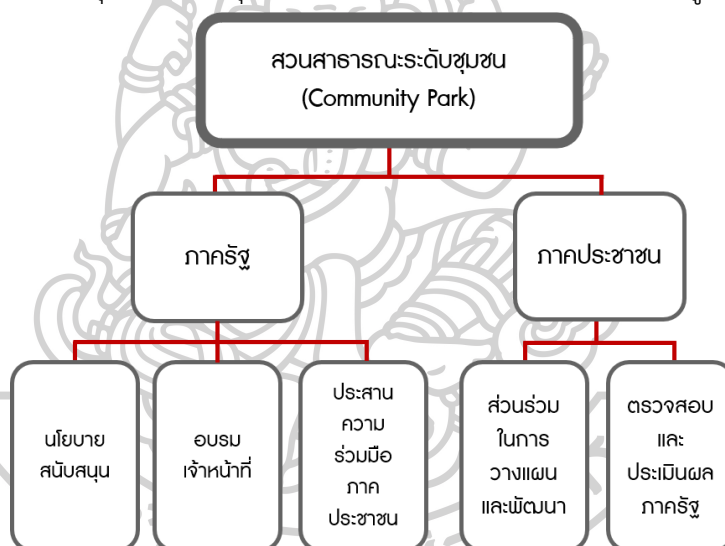 สวนสาธารณะระดับชุมชน
(Community Park)
ภาครัฐ
ภาคประชาชน
นโยบาย
สนับสนุน
อบรม
เจ้าหน้าที่
ประสาน
ความ
ร่วมมือ
ภาค
ประชาชน
ส่วนร่วม
ในการ
วางแผน
และพัฒนา
ตรวจสอบ
และ
ประเมินผล
ภาครัฐ